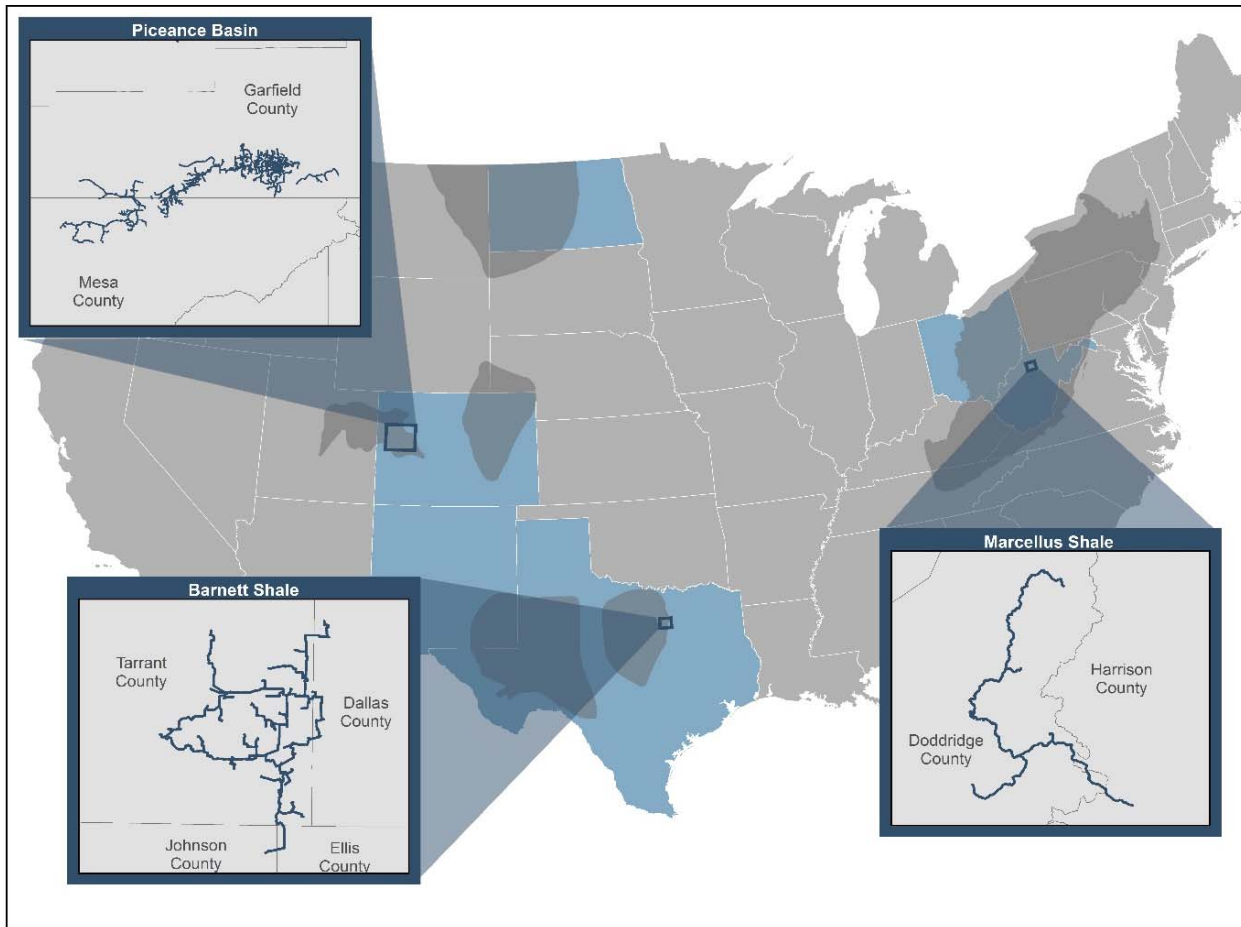 Piceance Basin
Garfield
County
Mesa
County
Barnett Shale
Tarrant
County
Dallas
County
Johnson
County
Ellis
County
Marcellus Shale
Harrison
County
Doddridge
County